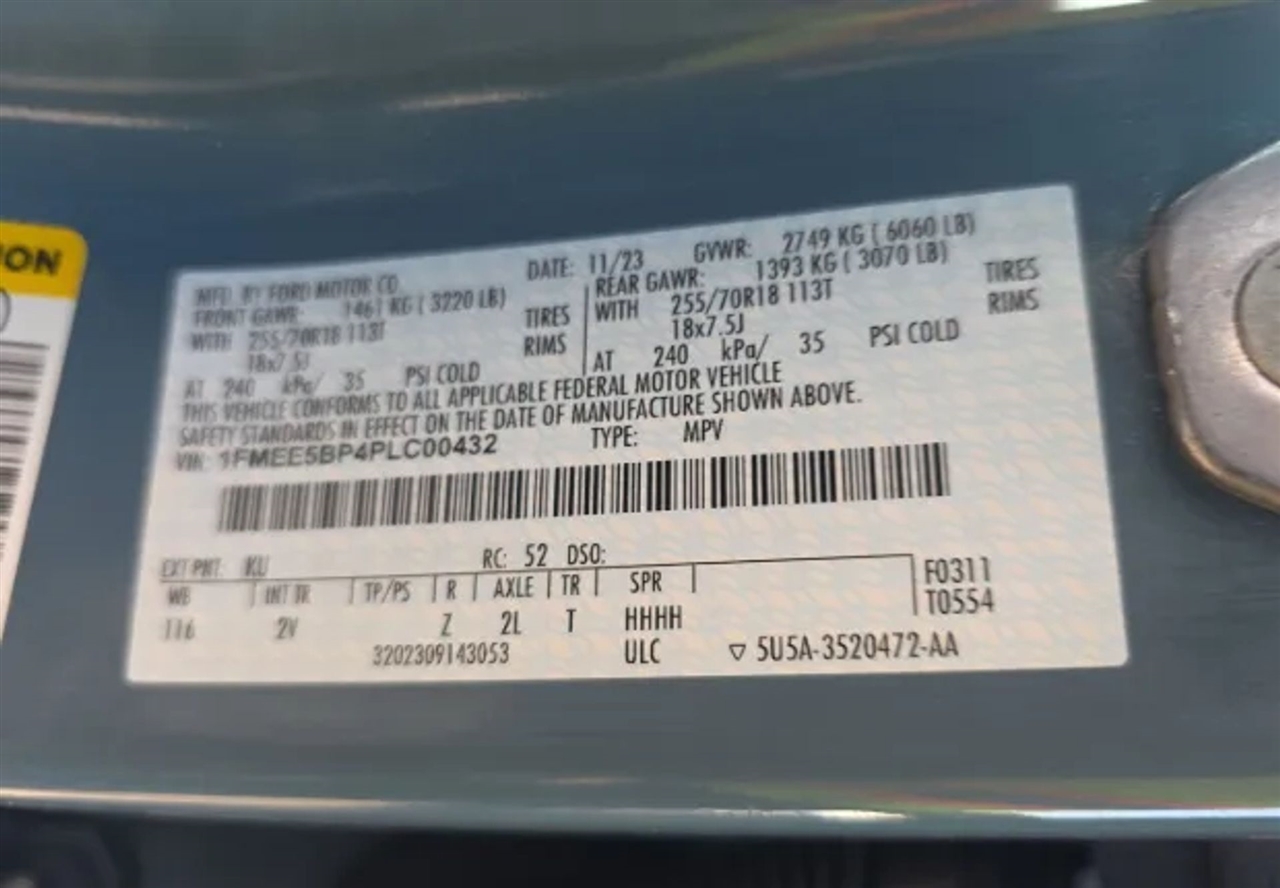 ION
MFD. BY FORD MOTOR CO. DATE: 11/23 GVWR: 2749 KG ( 6060 LB)
FRONT GAWR: 1461 KG ( 3220 LB) REAR GAWR: 1393 KG ( 3070 LB)
WITH 255/70R18 113T TIRES WITH 255/70R18 113T TIRES
18x7.5J RIMS 18x7.5J RIMS
AT 240 kPa/ 35 PSI COLD AT 240 kPa/ 35 PSI COLD
THIS VEHICLE CONFORMS TO ALL APPLICABLE FEDERAL MOTOR VEHICLE
SAFETY STANDARDS IN EFFECT ON THE DATE OF MANUFACTURE SHOWN ABOVE.
VIN: 1FMEE5BP4PLC00432 TYPE: MPV
EXT PNT: KU RC: 52 DSO:
WB INT TR TP/PS R AXLE TR SPR F0311
116 2V Z 2L T HHHH T0554
3202309143053 ULC ▽ 5U5A-3520472-AA